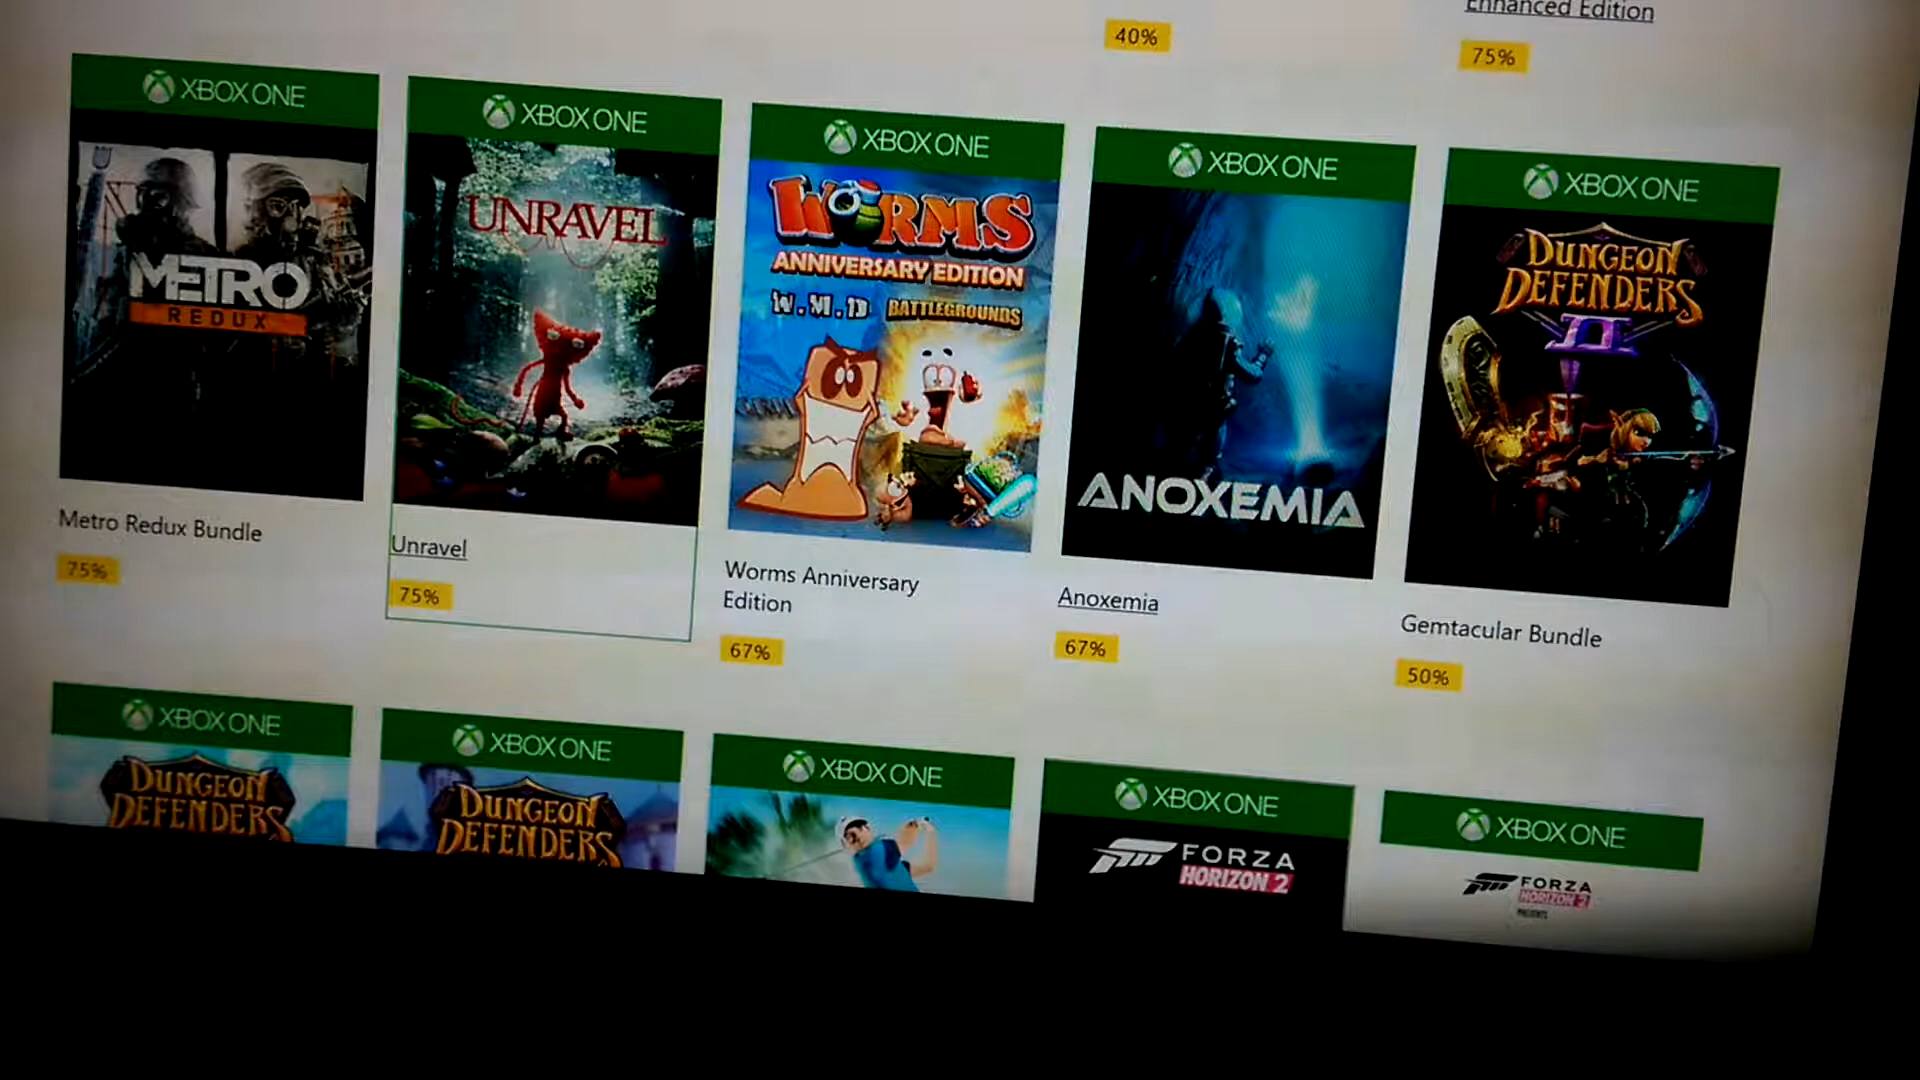 Enhanced Edition
40%
75%
XBOX ONE
METRO
REDUX
Metro Redux Bundle
75%
XBOX ONE
UNRAVEL
Unravel
75%
XBOX ONE
WORMS
ANNIVERSARY EDITION
W.M.D BATTLEGROUNDS
Worms Anniversary
Edition
67%
XBOX ONE
ANOXEMIA
Anoxemia
67%
XBOX ONE
DUNGEON
DEFENDERS
II
Gemtacular Bundle
50%
XBOX ONE
DUNGEON
DEFENDERS
XBOX ONE
DUNGEON
DEFENDERS
XBOX ONE
XBOX ONE
FORZA
HORIZON 2
XBOX ONE
FORZA
HORIZON 2
PRESENTS